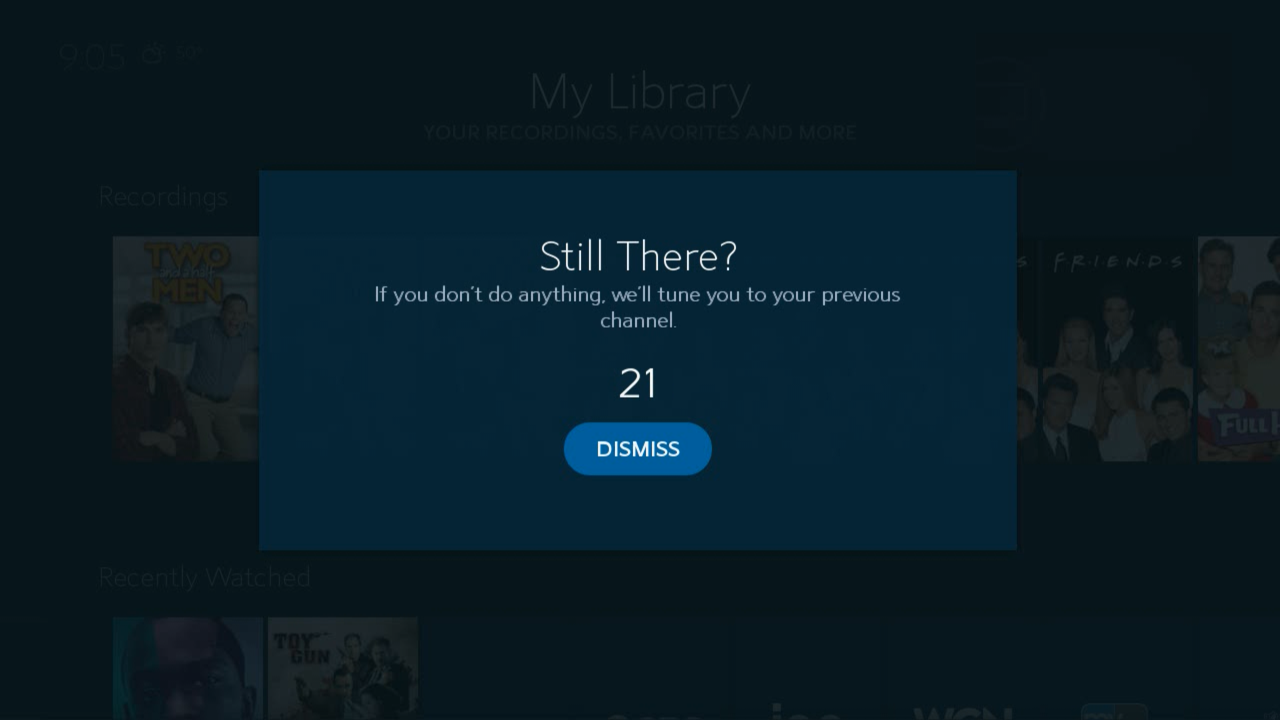 9:05 50°
My Library
YOUR RECORDINGS, FAVORITES AND MORE
Recordings
TWO
and a half
MEN
FRIENDS
FULL
Still There?
If you don't do anything, we'll tune you to your previous
channel.
21
DISMISS
Recently Watched
TOY
GUN
WGN